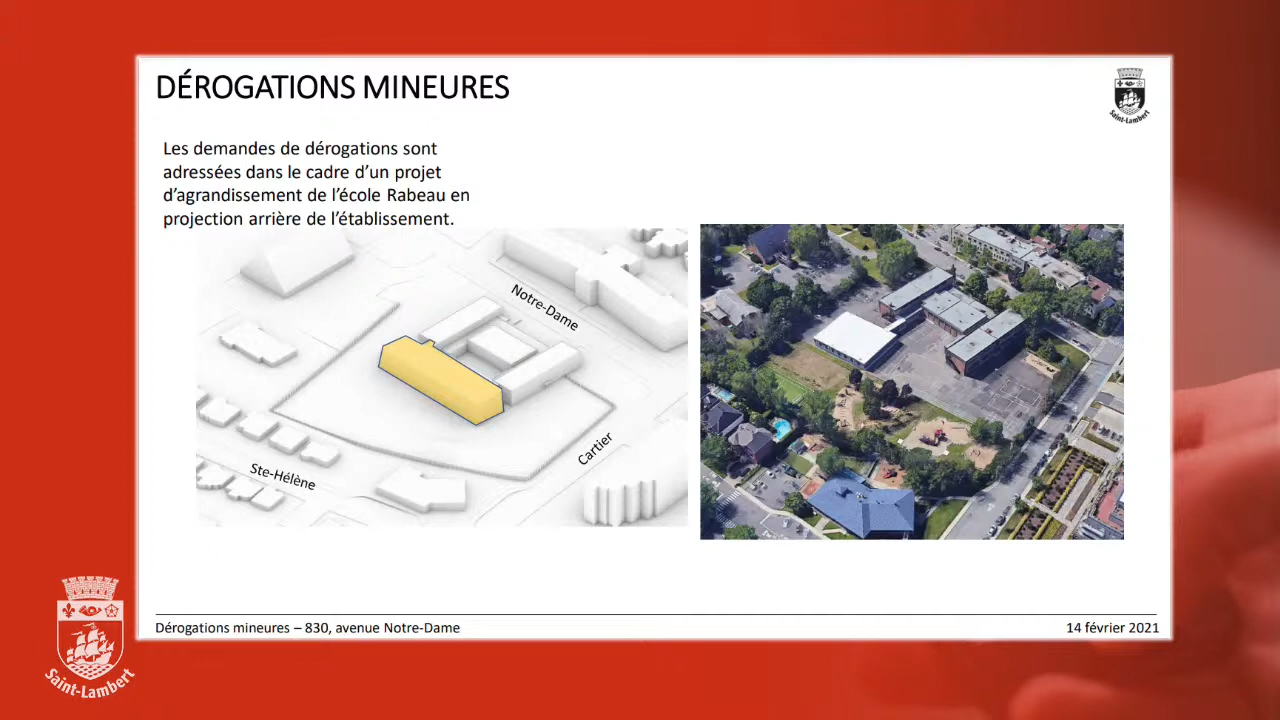 DÉROGATIONS MINEURES
Saint-Lambert
Les demandes de dérogations sont
adressées dans le cadre d’un projet
d’agrandissement de l’école Rabeau en
projection arrière de l’établissement.
Notre-Dame
Cartier
Ste-Hélène
Dérogations mineures – 830, avenue Notre-Dame
14 février 2021
Saint-Lambert